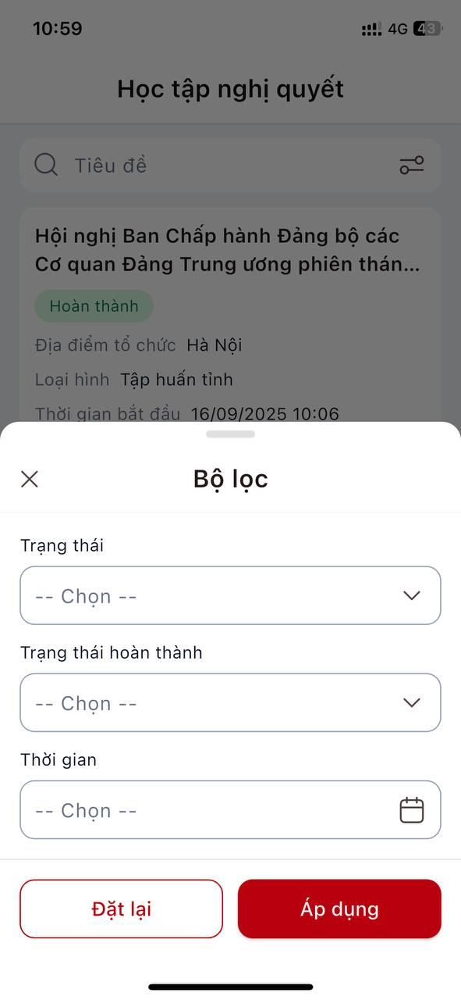 10:59
4G 43
Học tập nghị quyết
Tiêu đề
Hội nghị Ban Chấp hành Đảng bộ các
Cơ quan Đảng Trung ương phiên thán...
Hoàn thành
Địa điểm tổ chức Hà Nội
Loại hình Tập huấn tỉnh
Thời gian bắt đầu 16/09/2025 10:06
Bộ lọc
Trạng thái
-- Chọn --
Trạng thái hoàn thành
-- Chọn --
Thời gian
-- Chọn --
Đặt lại
Áp dụng